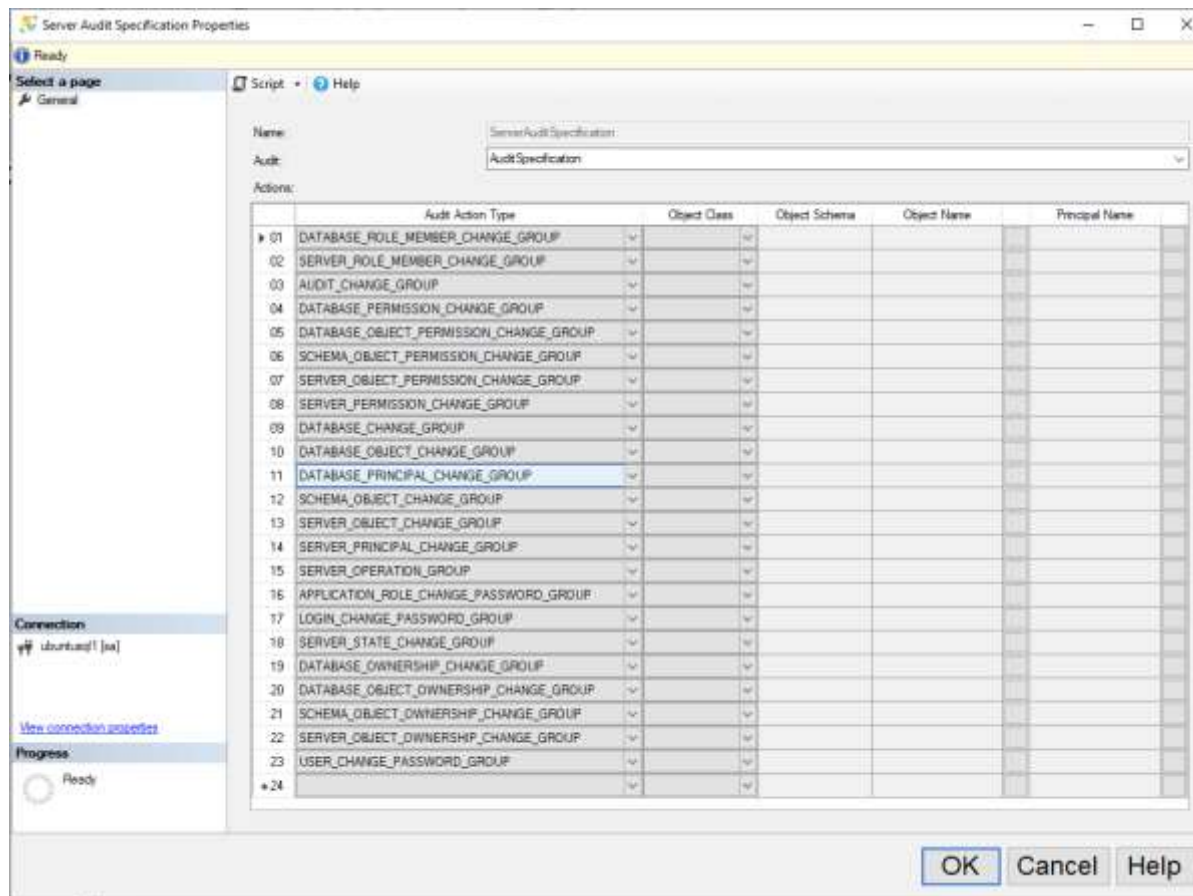 Server Audit Specification Properties
Ready
Select a page
General
Script Help
Name:
ServerAuditSpecification
Audit:
AuditSpecification
Actions:
Audit Action Type Object Class Object Schema Object Name Principal Name
01 DATABASE_ROLE_MEMBER_CHANGE_GROUP
02 SERVER_ROLE_MEMBER_CHANGE_GROUP
03 AUDIT_CHANGE_GROUP
04 DATABASE_PERMISSION_CHANGE_GROUP
05 DATABASE_OBJECT_PERMISSION_CHANGE_GROUP
06 SCHEMA_OBJECT_PERMISSION_CHANGE_GROUP
07 SERVER_OBJECT_PERMISSION_CHANGE_GROUP
08 SERVER_PERMISSION_CHANGE_GROUP
09 DATABASE_CHANGE_GROUP
10 DATABASE_OBJECT_CHANGE_GROUP
11 DATABASE_PRINCIPAL_CHANGE_GROUP
12 SCHEMA_OBJECT_CHANGE_GROUP
13 SERVER_OBJECT_CHANGE_GROUP
14 SERVER_PRINCIPAL_CHANGE_GROUP
15 SERVER_OPERATION_GROUP
16 APPLICATION_ROLE_CHANGE_PASSWORD_GROUP
17 LOGIN_CHANGE_PASSWORD_GROUP
18 SERVER_STATE_CHANGE_GROUP
19 DATABASE_OWNERSHIP_CHANGE_GROUP
20 DATABASE_OBJECT_OWNERSHIP_CHANGE_GROUP
21 SCHEMA_OBJECT_OWNERSHIP_CHANGE_GROUP
22 SERVER_OBJECT_OWNERSHIP_CHANGE_GROUP
23 USER_CHANGE_PASSWORD_GROUP
24
Connection
ubuntusql1 [sa]
View connection properties
Progress
Ready
OK Cancel Help